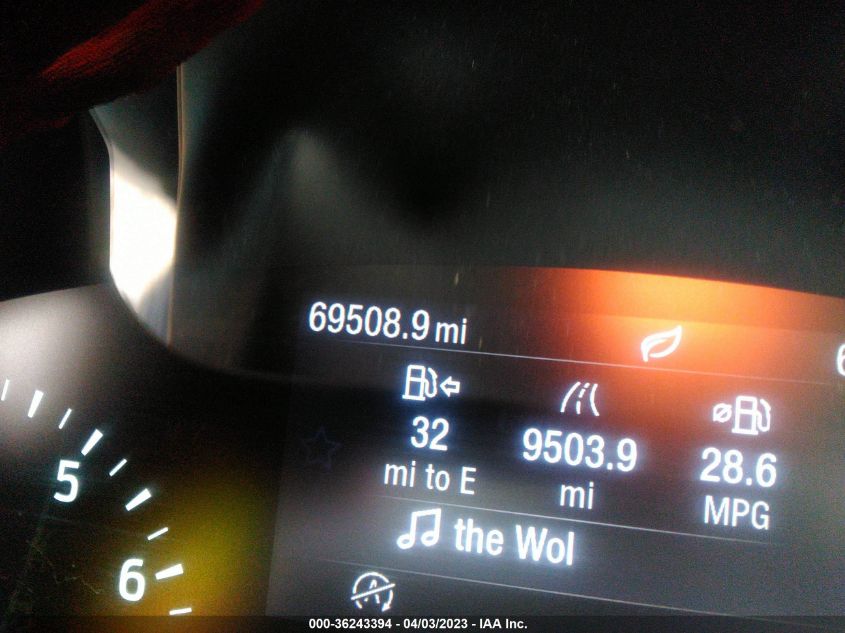 69508.9 mi
32
mi to E
9503.9
mi
⌀
28.6
MPG
the Wol
A
5
6
6
000-36243394 - 04/03/2023 - IAA Inc.